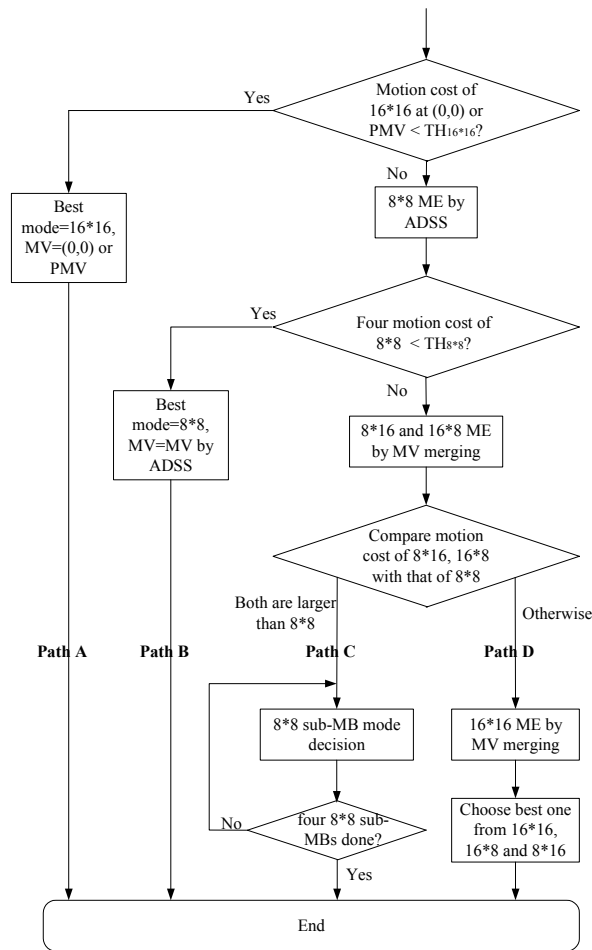 Motion cost of
16*16 at (0,0) or
PMV < TH16*16?
Yes
No
Best
mode=16*16,
MV=(0,0) or
PMV
8*8 ME by
ADSS
Yes
Four motion cost of
8*8 < TH8*8?
No
Best
mode=8*8,
MV=MV by
ADSS
8*16 and 16*8 ME
by MV merging
Compare motion
cost of 8*16, 16*8
with that of 8*8
Both are larger
than 8*8
Otherwise
Path A
Path B
Path C
Path D
8*8 sub-MB mode
decision
16*16 ME by
MV merging
No
four 8*8 sub-
MBs done?
Yes
Choose best one
from 16*16,
16*8 and 8*16
End